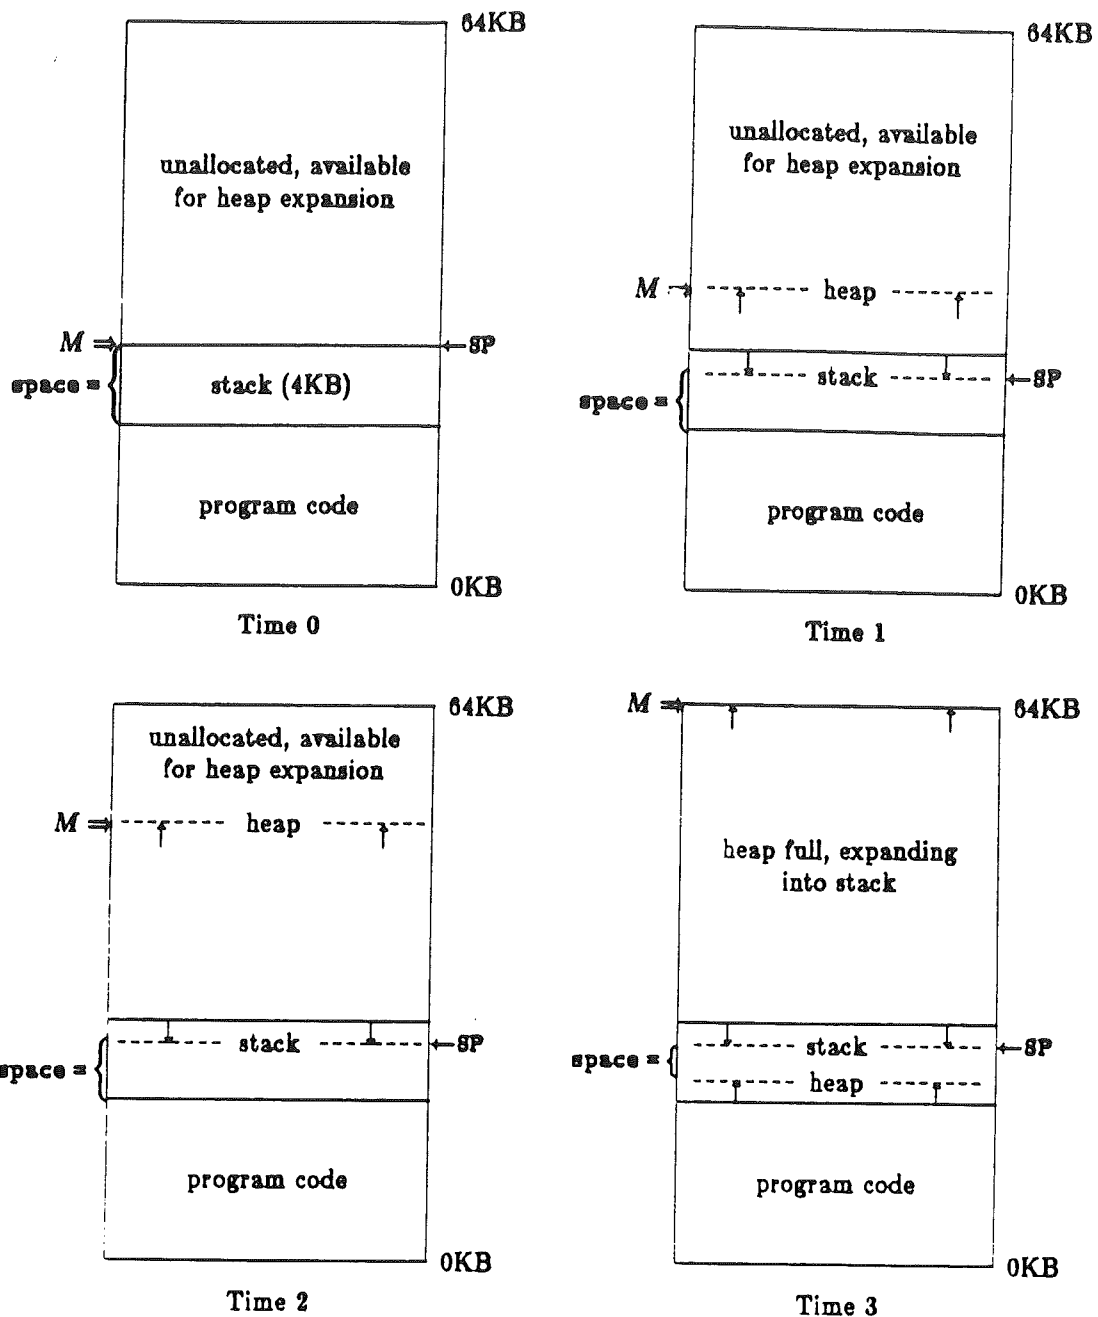 64KB
unallocated, available
for heap expansion
M
SP
space =
stack (4KB)
program code
0KB
Time 0
64KB
unallocated, available
for heap expansion
M
heap
stack
SP
space =
program code
0KB
Time 1
64KB
unallocated, available
for heap expansion
M
heap
stack
SP
space =
program code
0KB
Time 2
M
64KB
heap full, expanding
into stack
stack
SP
space =
heap
program code
0KB
Time 3